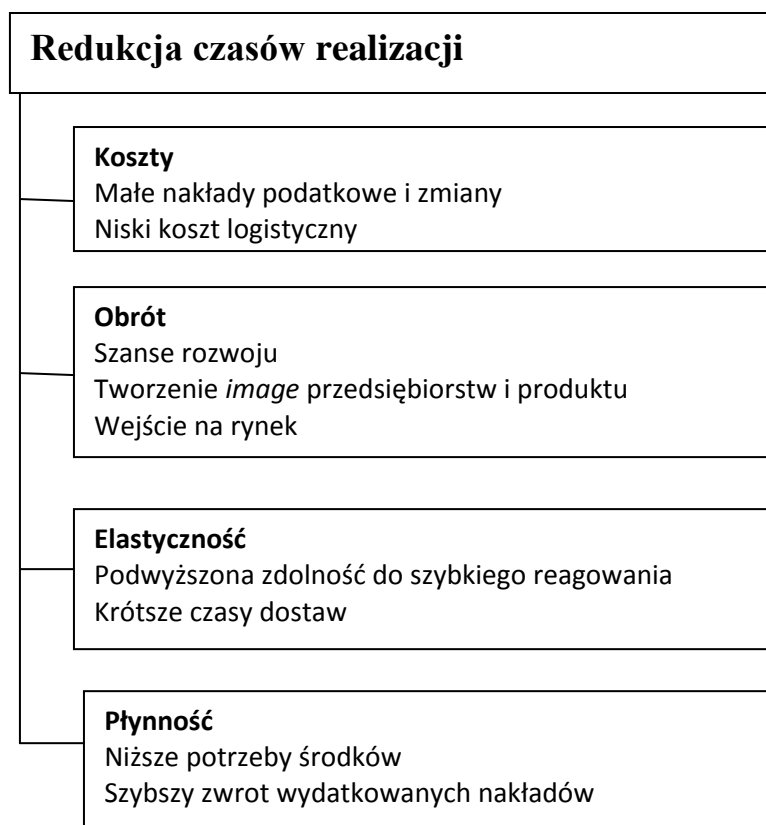 Redukcja czasów realizacji
Koszty
Małe nakłady podatkowe i zmiany
Niski koszt logistyczny
Obrót
Szanse rozwoju
Tworzenie image przedsiębiorstw i produktu
Wejście na rynek
Elastyczność
Podwyższona zdolność do szybkiego reagowania
Krótsze czasy dostaw
Płynność
Niższe potrzeby środków
Szybszy zwrot wydatkowanych nakładów